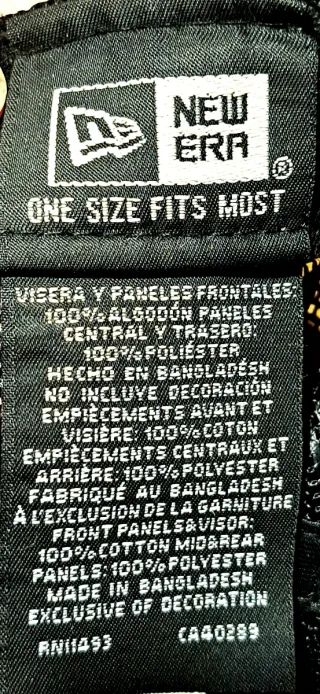 NEW
ERA®
ONE SIZE FITS MOST
VISERA Y PANELES FRONTALES:
100% ALGODÓN PANELES
CENTRAL Y TRASERO:
100% POLIÉSTER
HECHO EN BANGLADÉSH
NO INCLUYE DECORACIÓN
EMPIÈCEMENTS AVANT ET
VISIÈRE: 100% COTON
EMPIÈCEMENTS CENTRAUX ET
ARRIÈRE: 100% POLYESTER
FABRIQUÉ AU BANGLADESH
À L'EXCLUSION DE LA GARNITURE
FRONT PANELS&VISOR:
100% COTTON MID&REAR
PANELS: 100% POLYESTER
MADE IN BANGLADESH
EXCLUSIVE OF DECORATION
RN11493 CA40289